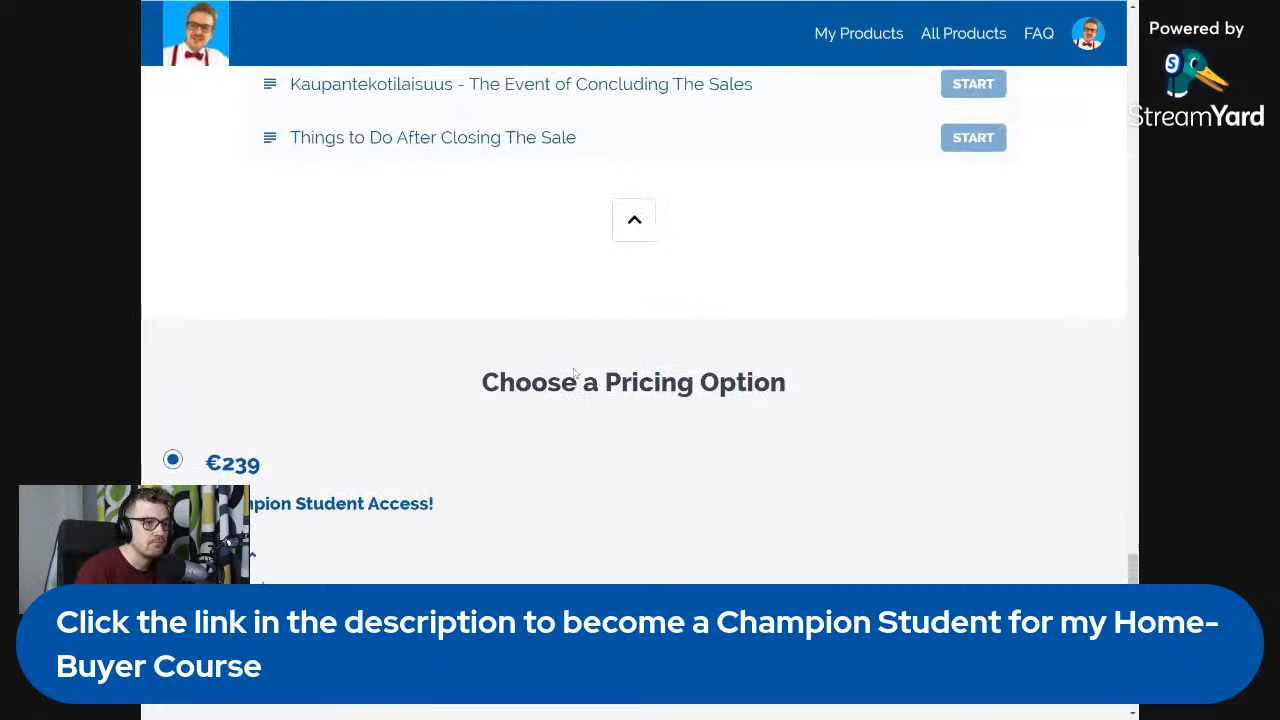 My Products All Products FAQ
Powered by
StreamYard
Kaupantekotilaisuus - The Event of Concluding The Sales START
Things to Do After Closing The Sale START
Choose a Pricing Option
€239
Student Access!
Click the link in the description to become a Champion Student for my Home-
Buyer Course